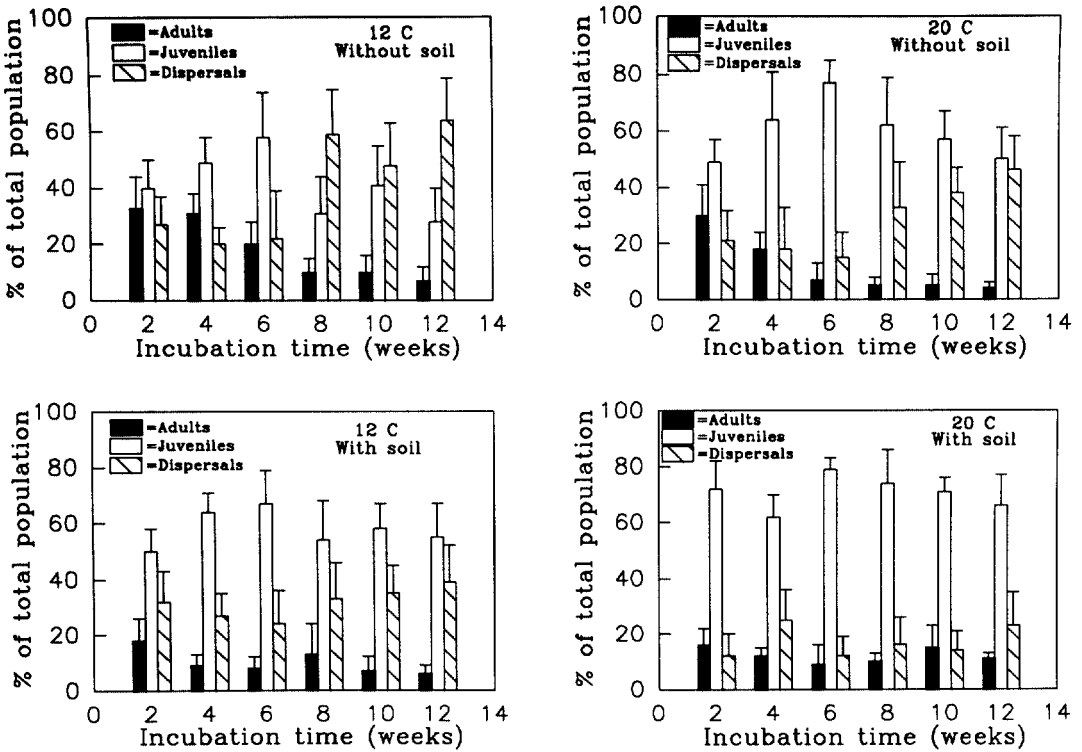 % of total population
100
80
60
40
20
0
=Adults
=Juveniles
=Dispersals
12 C
Without soil
0 2 4 6 8 10 12 14
Incubation time (weeks)
% of total population
100
80
60
40
20
0
=Adults
=Juveniles
=Dispersals
20 C
Without soil
0 2 4 6 8 10 12 14
Incubation time (weeks)
% of total population
100
80
60
40
20
0
=Adults
=Juveniles
=Dispersals
12 C
With soil
0 2 4 6 8 10 12 14
Incubation time (weeks)
% of total population
100
80
60
40
20
0
=Adults
=Juveniles
=Dispersals
20 C
With soil
0 2 4 6 8 10 12 14
Incubation time (weeks)